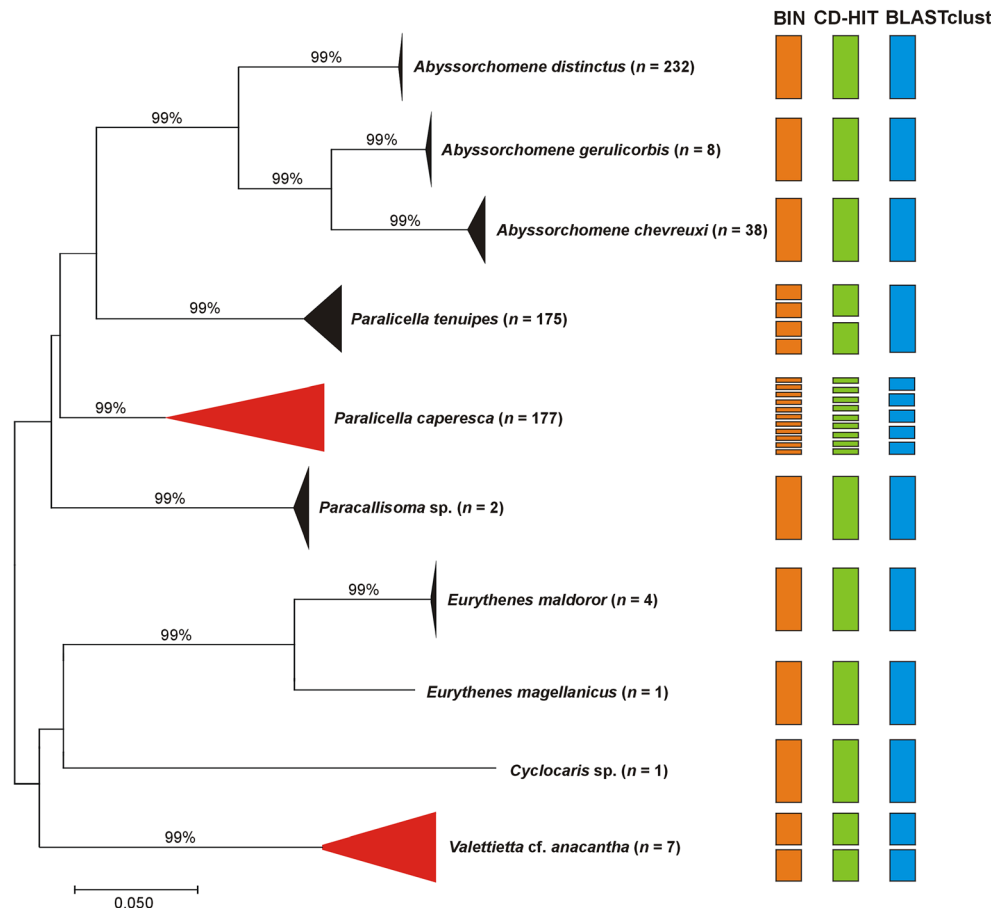 BIN CD-HIT BLASTclust
99%
Abyssorchomene distinctus (n = 232)
99%
99%
Abyssorchomene gerulicorbis (n = 8)
99%
99%
Abyssorchomene chevreuxi (n = 38)
99%
Paralicella tenuipes (n = 175)
99%
Paralicella caperesca (n = 177)
99%
Paracallisoma sp. (n = 2)
99%
Eurythenes maldoror (n = 4)
99%
Eurythenes magellanicus (n = 1)
Cyclocaris sp. (n = 1)
99%
Valettietta cf. anacantha (n = 7)
0.050